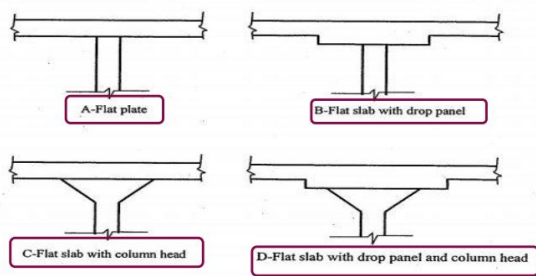 A-Flat plate
B-Flat slab with drop panel
C-Flat slab with column head
D-Flat slab with drop panel and column head